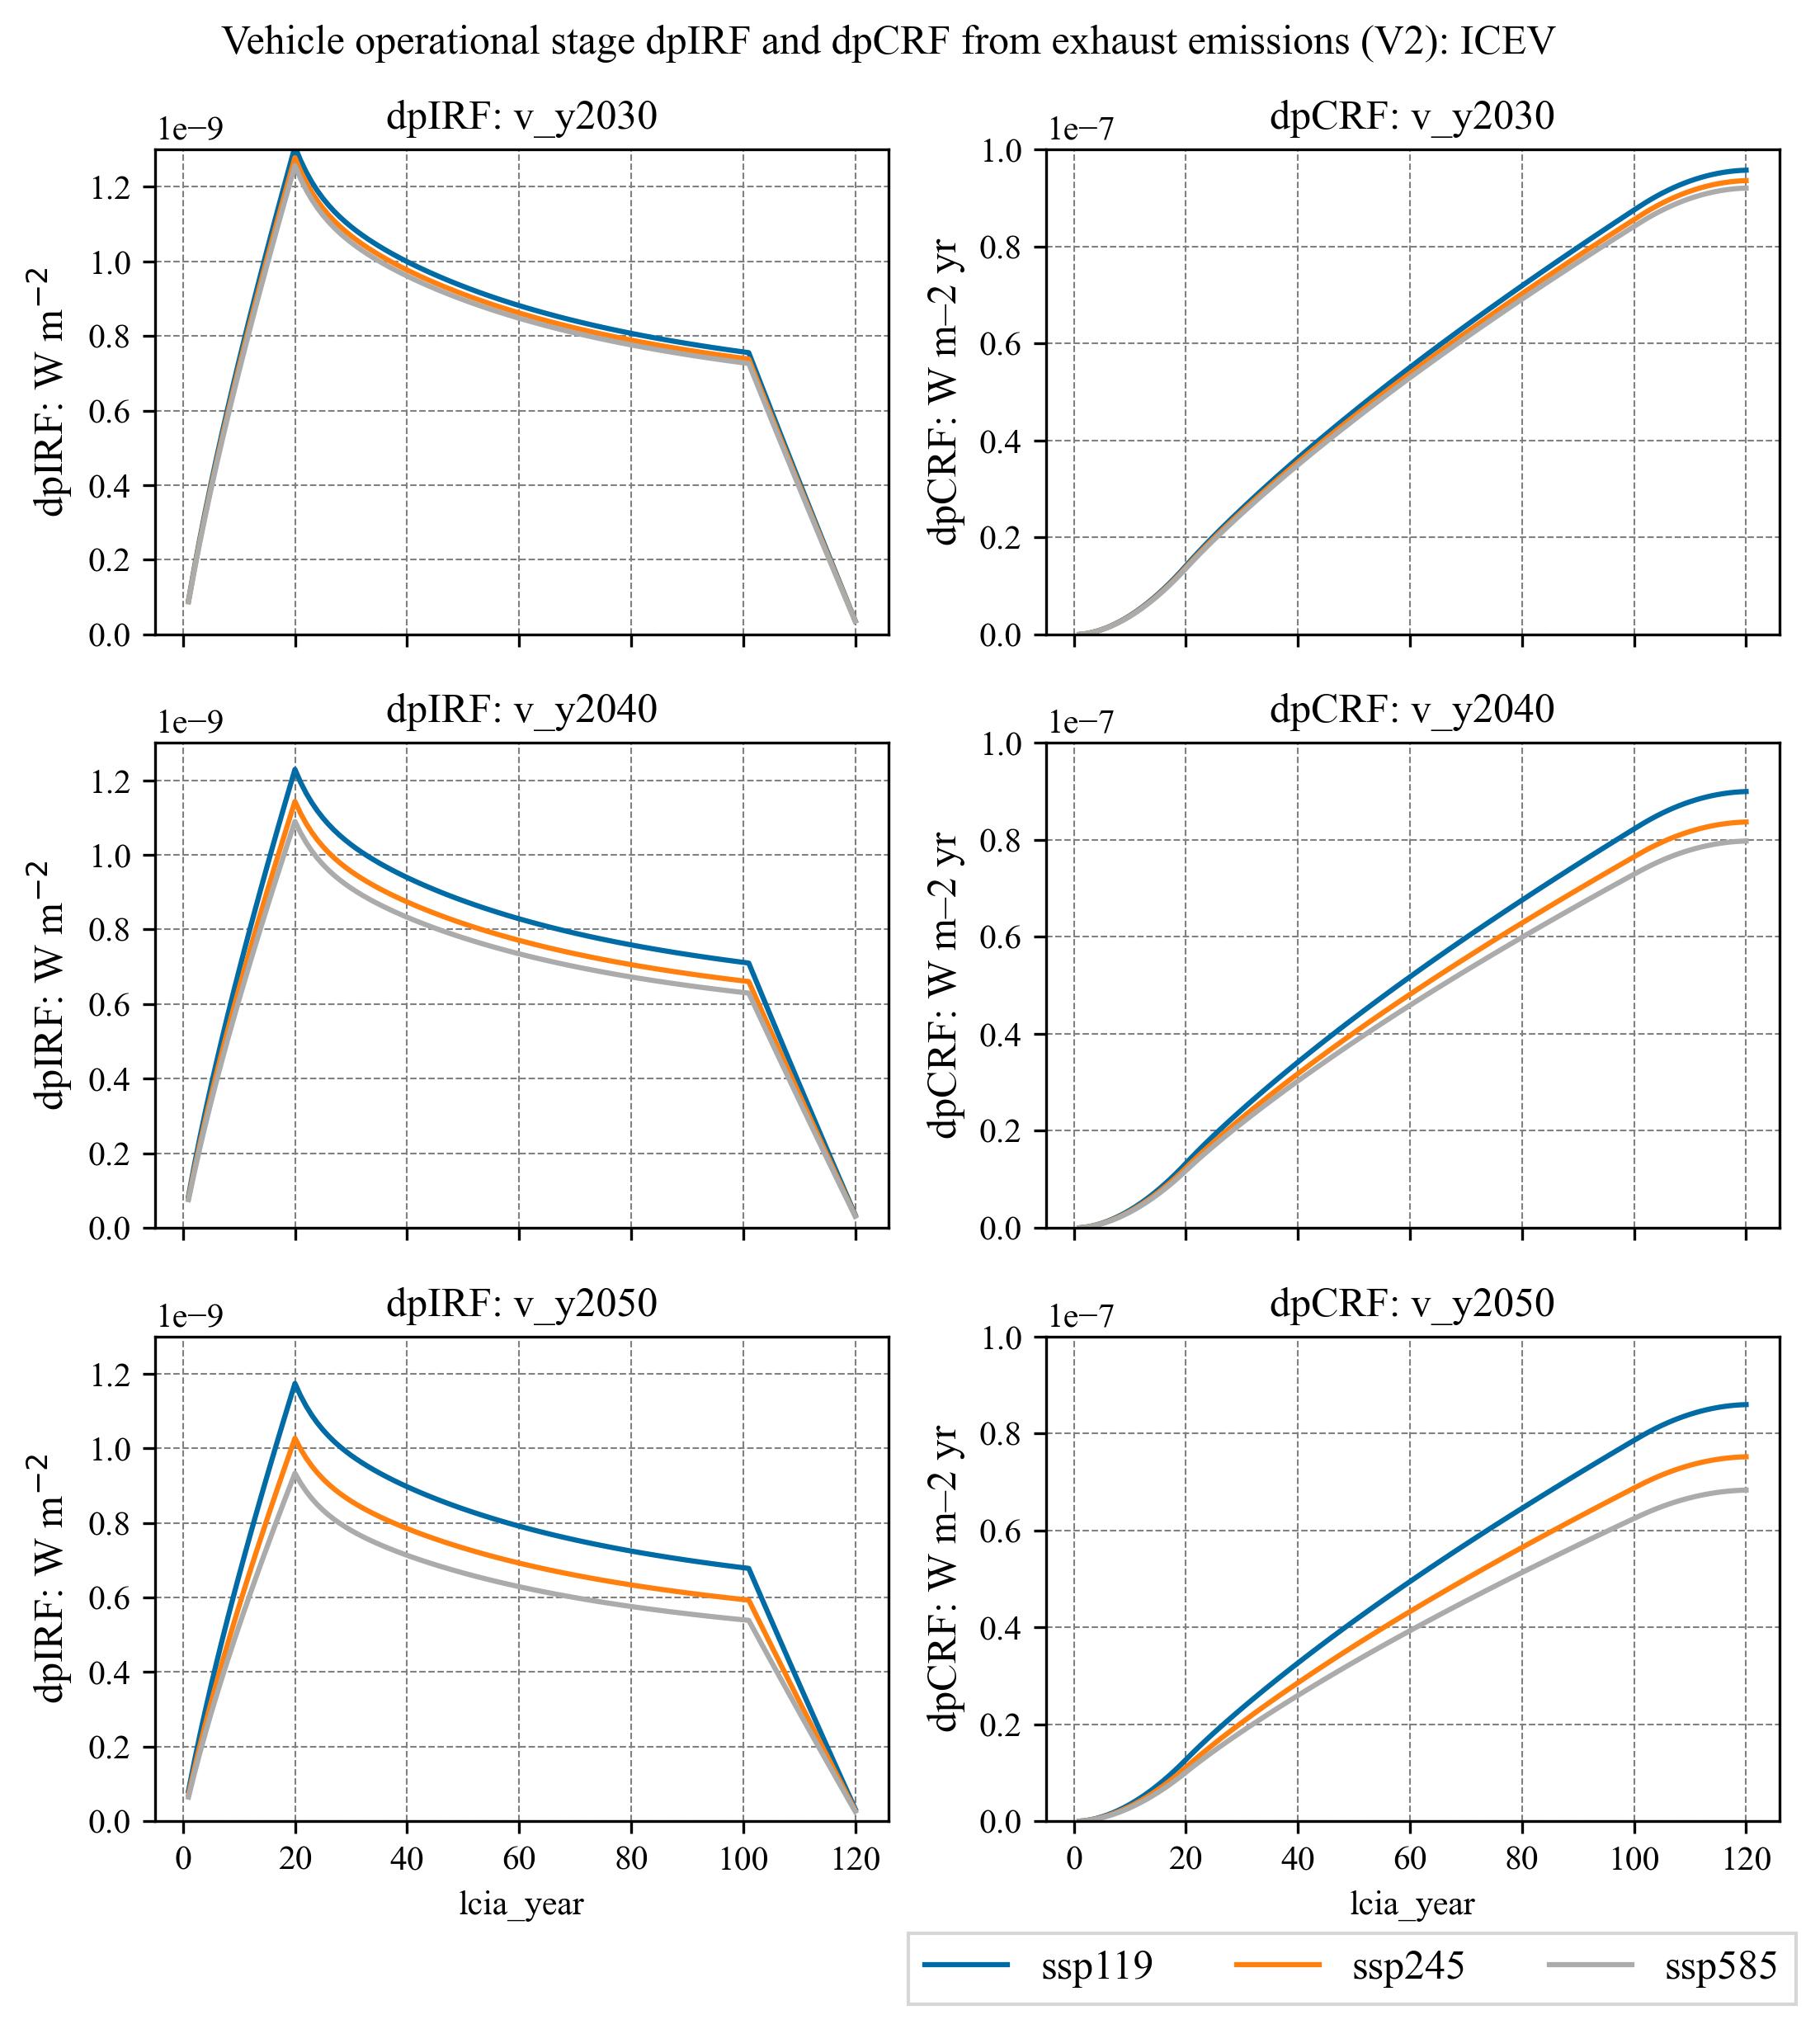 Vehicle operational stage dpIRF and dpCRF from exhaust emissions (V2): ICEV
dpIRF: v_y2030
1e−9
1.2
1.0
0.8
0.6
0.4
0.2
0.0
dpIRF: W m−2
dpCRF: v_y2030
1e−7
1.0
0.8
0.6
0.4
0.2
0.0
dpCRF: W m−2 yr
dpIRF: v_y2040
1e−9
1.2
1.0
0.8
0.6
0.4
0.2
0.0
dpIRF: W m−2
dpCRF: v_y2040
1e−7
1.0
0.8
0.6
0.4
0.2
0.0
dpCRF: W m−2 yr
dpIRF: v_y2050
1e−9
1.2
1.0
0.8
0.6
0.4
0.2
0.0
dpIRF: W m−2
0 20 40 60 80 100 120
lcia_year
dpCRF: v_y2050
1e−7
1.0
0.8
0.6
0.4
0.2
0.0
dpCRF: W m−2 yr
0 20 40 60 80 100 120
lcia_year
ssp119 ssp245 ssp585